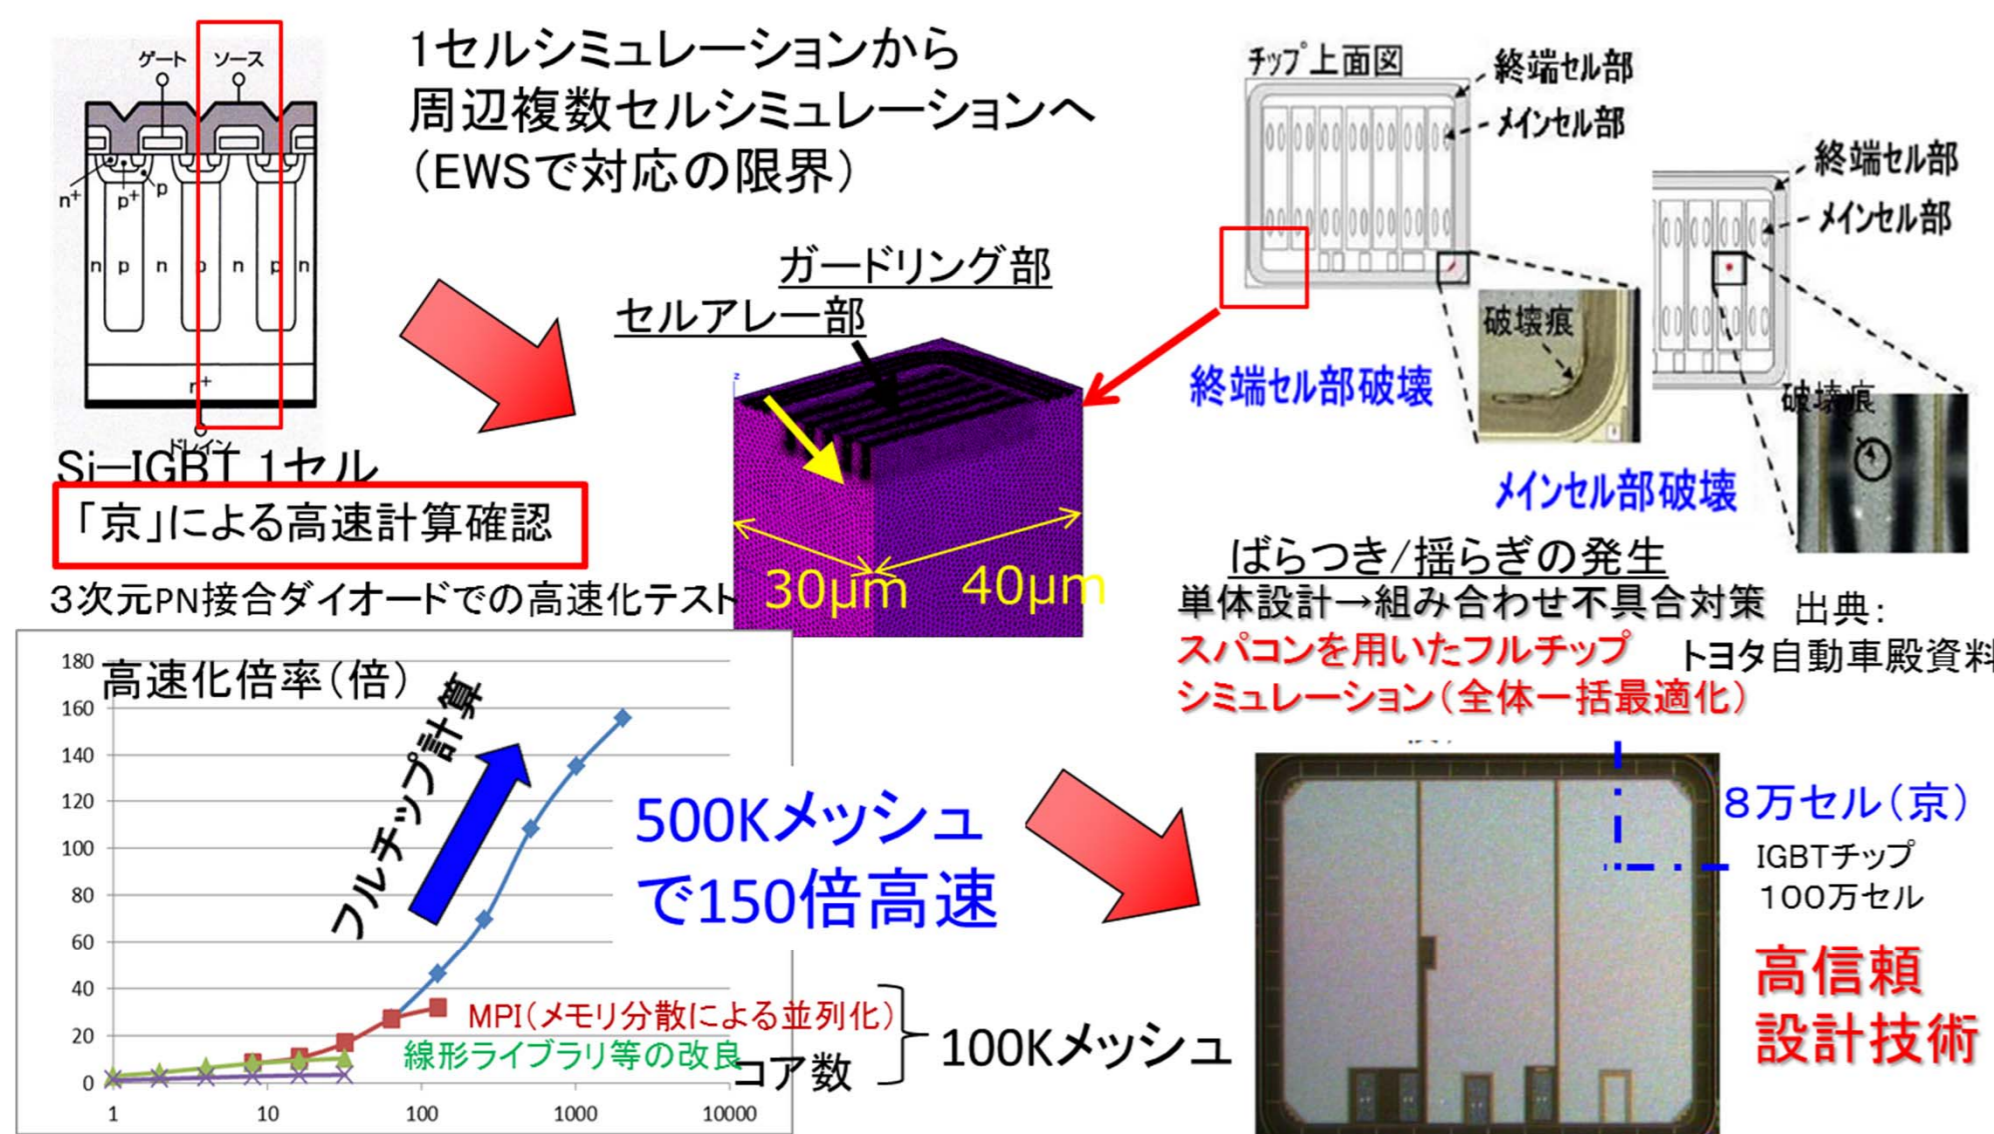 ゲート
ソース
n⁺
p⁺
p
n
p
n
p
n
p
n
ドレイン
Si－IGBT 1セル
1セルシミュレーションから
周辺複数セルシミュレーションへ
（EWSで対応の限界）
ガードリング部
セルアレー部
z
30μm
40μm
チップ上面図
終端セル部
メインセル部
終端セル部
メインセル部
破壊痕
終端セル部破壊
破壊痕
メインセル部破壊
「京」による高速計算確認
３次元PN接合ダイオードでの高速化テスト
高速化倍率（倍）
180
160
140
120
100
80
60
40
20
0
1
10
100
1000
10000
フルチップ計算
500Kメッシュ
で150倍高速
MPI（メモリ分散による並列化）
線形ライブラリ等の改良
コア数
100Kメッシュ
ばらつき/揺らぎの発生
単体設計→組み合わせ不具合対策
スパコンを用いたフルチップ
シミュレーション（全体一括最適化）
出典：
トヨタ自動車殿資料
８万セル（京）
IGBTチップ
100万セル
高信頼
設計技術